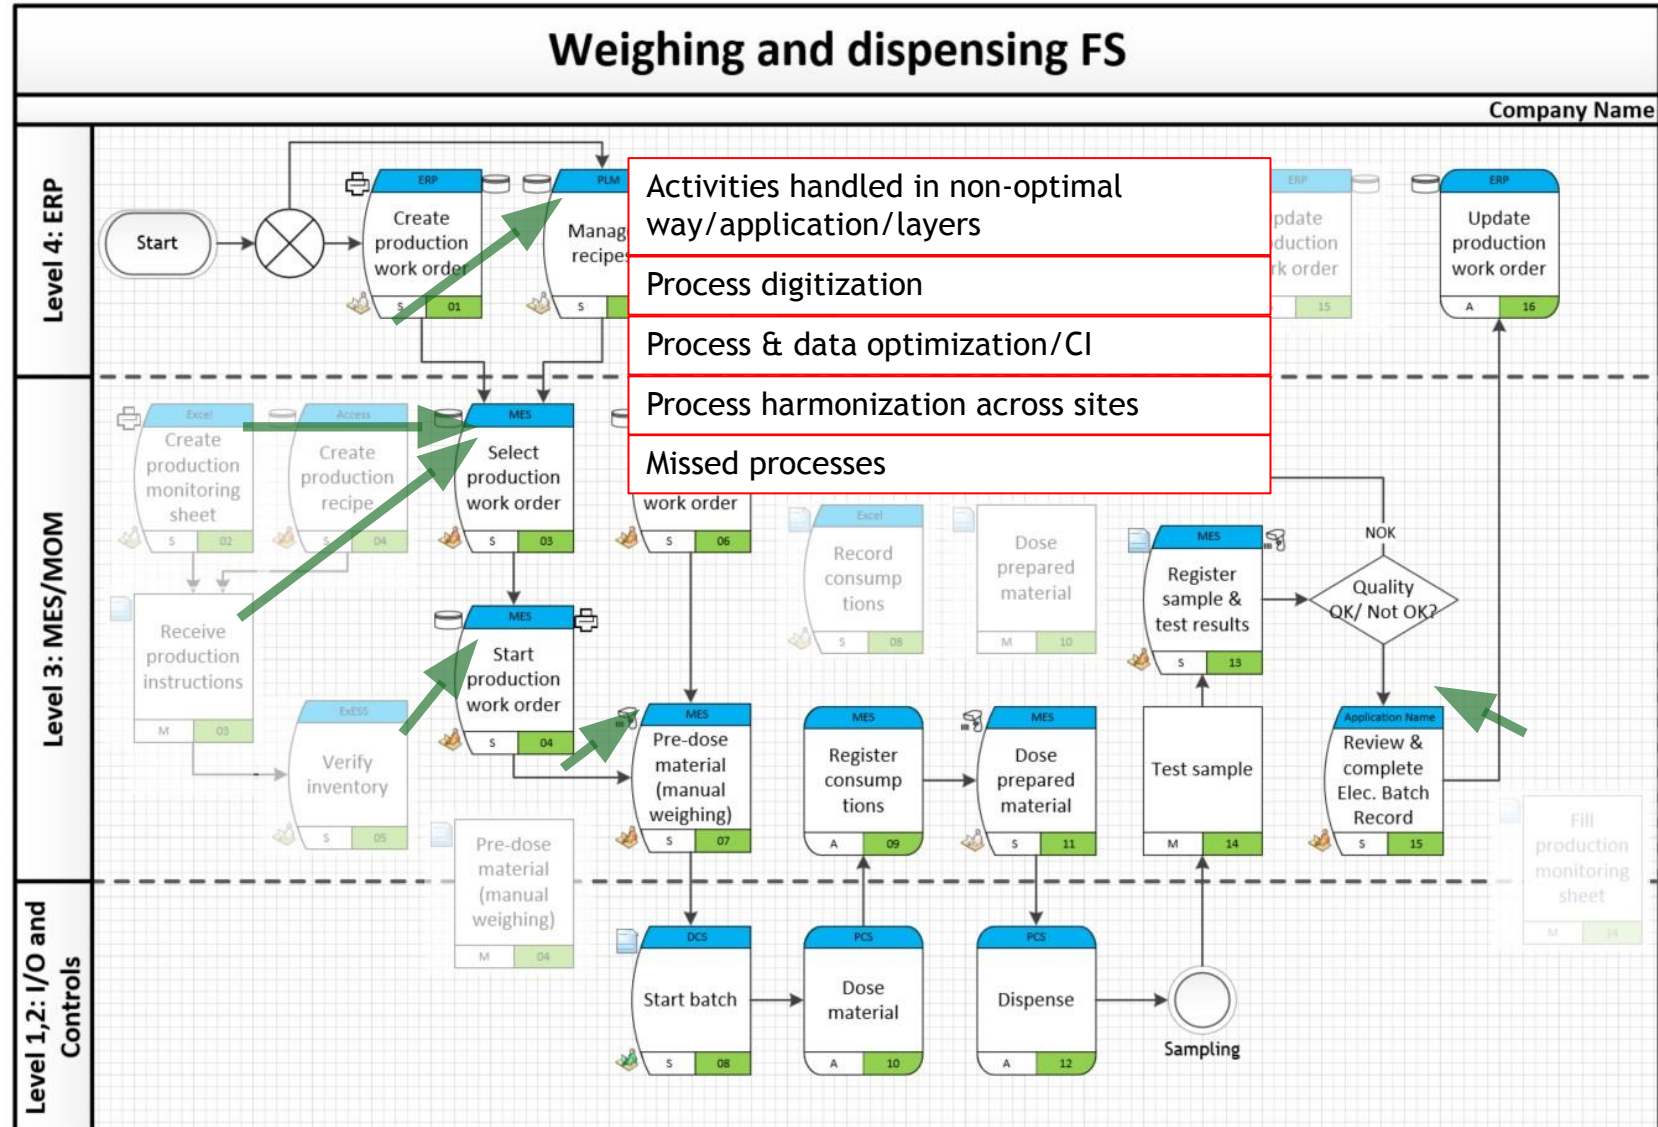 Weighing and dispensing FS
Company Name
Level 4: ERP
Start
ERP
Create
production
work order
S 01
PLM
Manag
recipes
S
Activities handled in non-optimal
way/application/layers
Process digitization
Process & data optimization/CI
Process harmonization across sites
Missed processes
ERP
pdate
duction
rk order
15
ERP
Update
production
work order
A 16
Level 3: MES/MOM
Excel
Create
production
monitoring
sheet
S 02
Access
Create
production
recipe
S 04
MES
Select
production
work order
S 03
work order
S 06
Excel
Record
consump
tions
S 08
Dose
prepared
material
M 10
MES
Register
sample &
test results
S 13
NOK
Quality
OK/ Not OK?
Receive
production
instructions
M 03
MES
Start
production
work order
S 04
ExESS
Verify
inventory
S 05
MES
Pre-dose
material
(manual
weighing)
S 07
MES
Register
consump
tions
A 09
MES
Dose
prepared
material
S 11
Test sample
M 14
Application Name
Review &
complete
Elec. Batch
Record
S 15
Pre-dose
material
(manual
weighing)
M 04
Fill
production
monitoring
sheet
M 14
Level 1,2: I/O and
Controls
DCS
Start batch
S 08
PCS
Dose
material
A 10
PCS
Dispense
A 12
Sampling